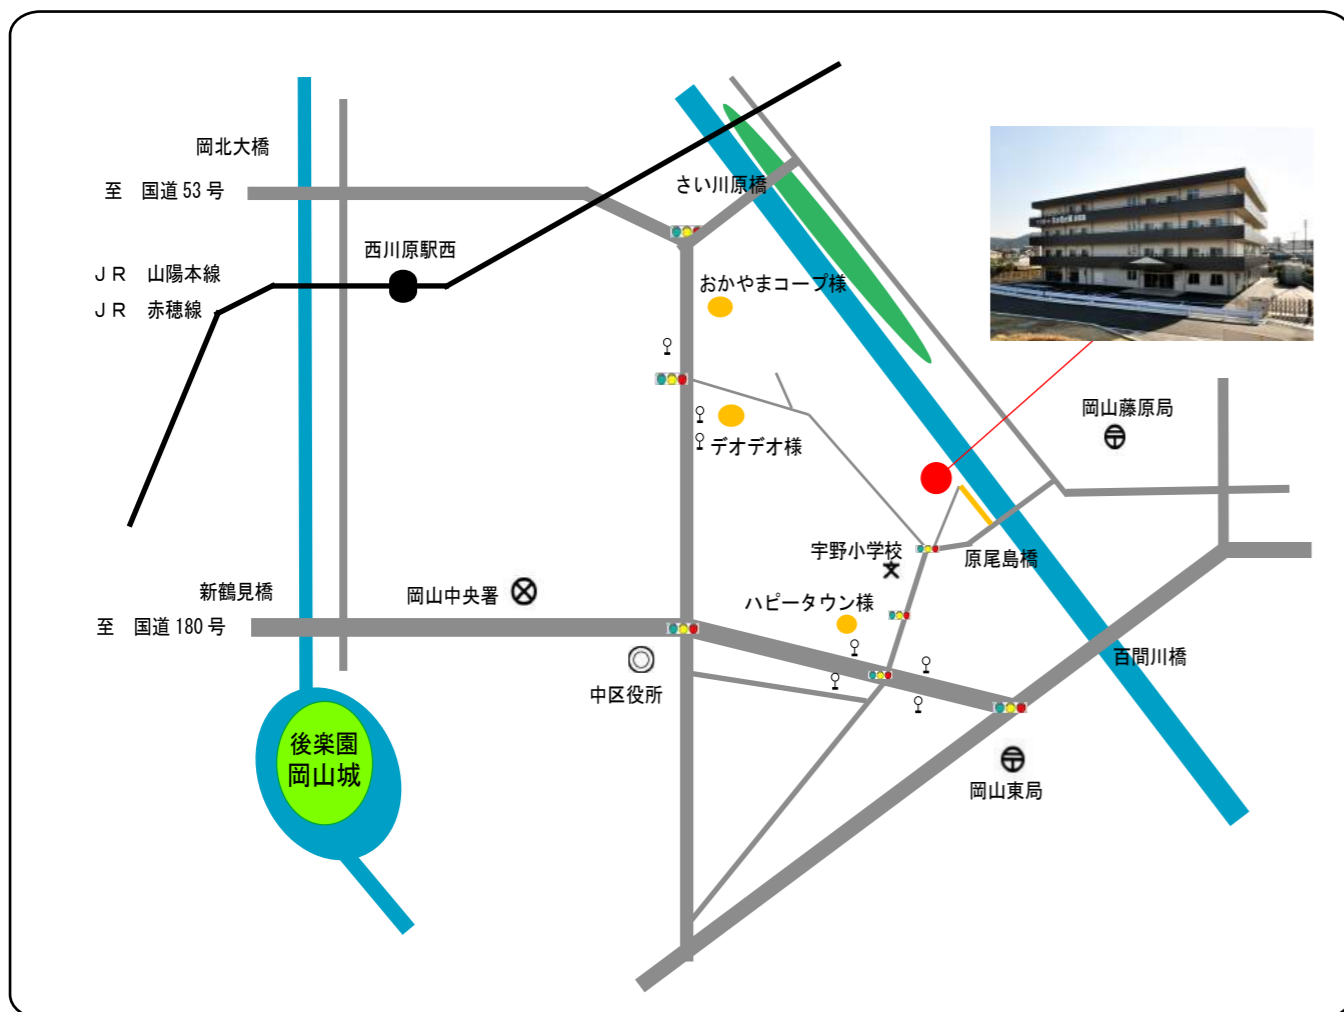 岡北大橋
至　国道 53 号
さい川原橋
西川原駅西
ＪＲ　山陽本線
ＪＲ　赤穂線
おかやまコープ様
デオデオ様
岡山藤原局
宇野小学校
原尾島橋
新鶴見橋
岡山中央署
ハピータウン様
至　国道 180 号
百間川橋
中区役所
後楽園
岡山城
岡山東局